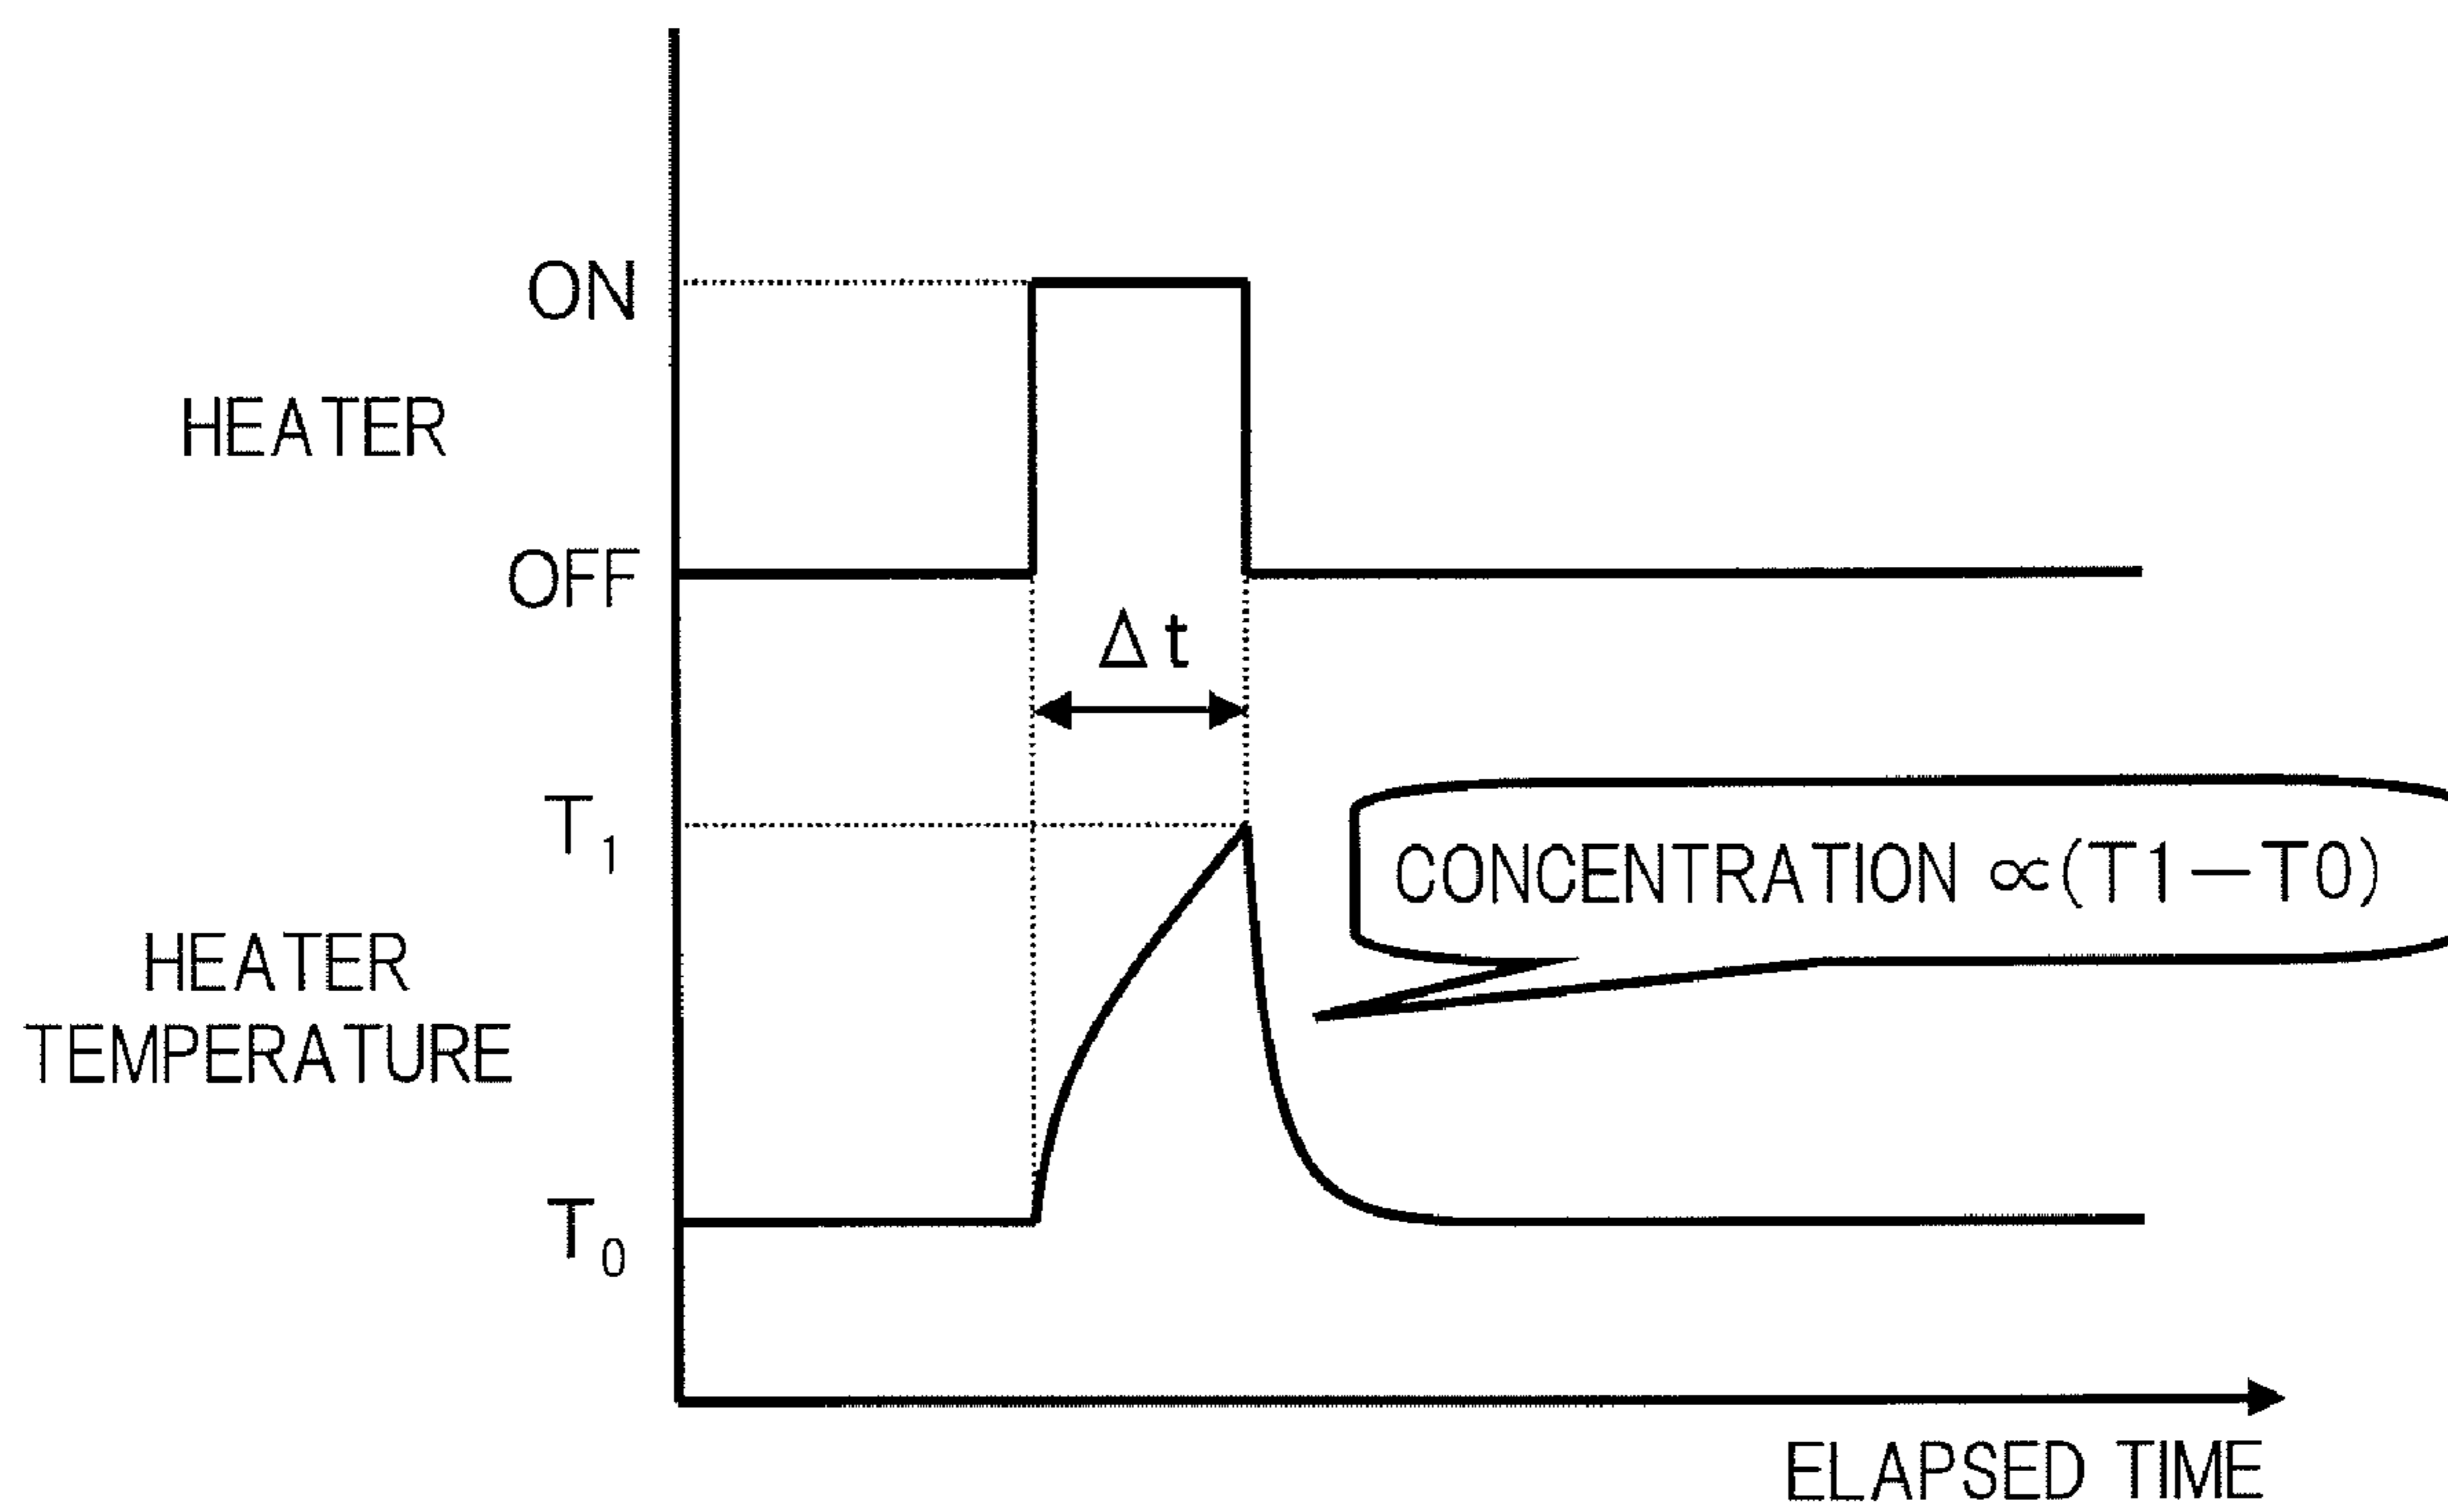 ON
HEATER
OFF
Δt
T₁
CONCENTRATION ∝(T1−T0)
HEATER
TEMPERATURE
T₀
ELAPSED TIME